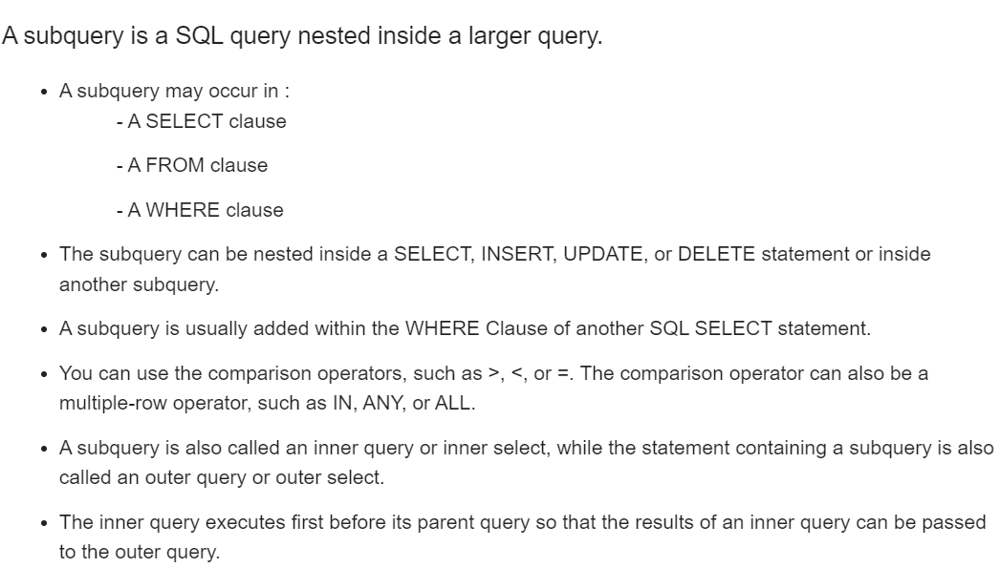 A subquery is a SQL query nested inside a larger query.
• A subquery may occur in :
- A SELECT clause
- A FROM clause
- A WHERE clause
• The subquery can be nested inside a SELECT, INSERT, UPDATE, or DELETE statement or inside
another subquery.
• A subquery is usually added within the WHERE Clause of another SQL SELECT statement.
• You can use the comparison operators, such as >, <, or =. The comparison operator can also be a
multiple-row operator, such as IN, ANY, or ALL.
• A subquery is also called an inner query or inner select, while the statement containing a subquery is also
called an outer query or outer select.
• The inner query executes first before its parent query so that the results of an inner query can be passed
to the outer query.